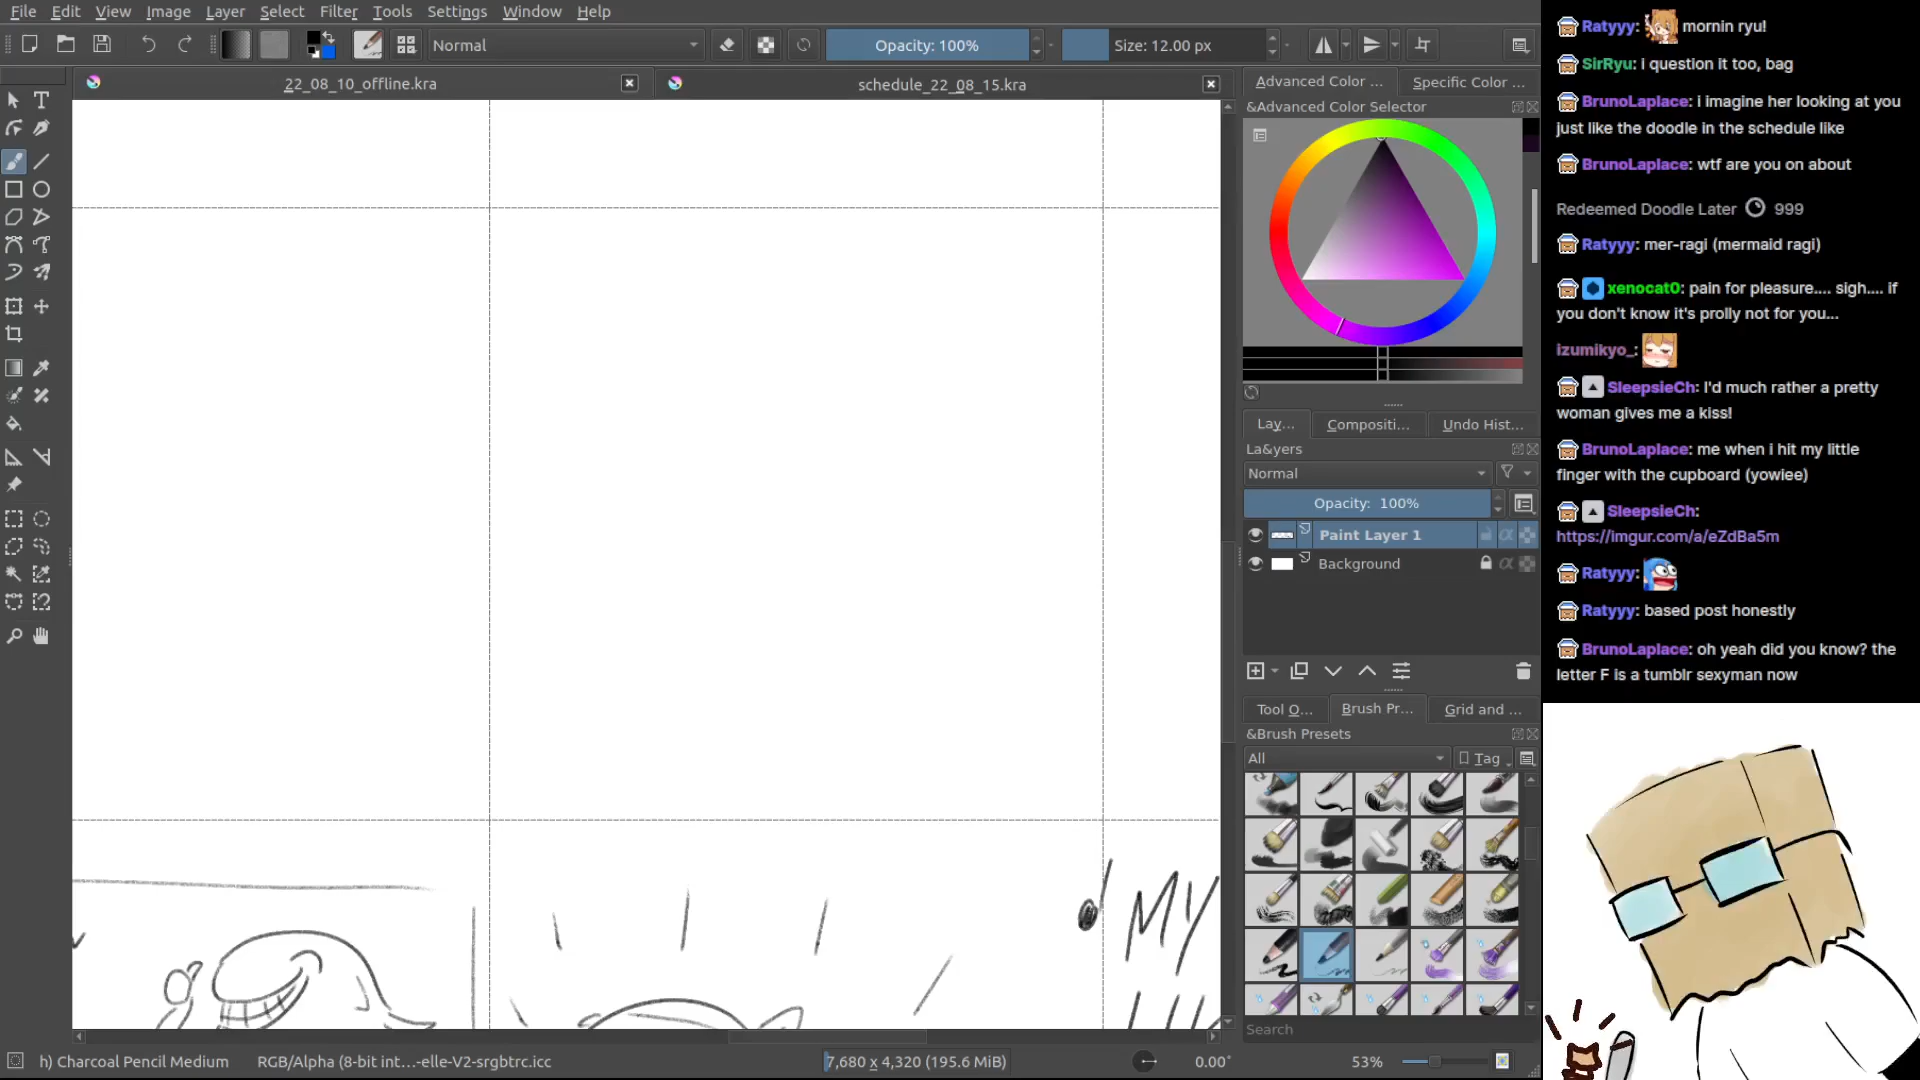 File Edit View Image Layer Select Filter Tools Settings Window Help
Normal
Opacity: 100%
Size: 12.00 px
22_08_10_offline.kra
schedule_22_08_15.kra
Advanced Color ...
Specific Color ...
&Advanced Color Selector
Lay...
Compositi...
Undo Hist...
La&yers
Normal
Opacity: 100%
Paint Layer 1
Background
Tool O...
Brush Pr...
Grid and ...
&Brush Presets
All
Tag
Search
MY
h) Charcoal Pencil Medium
RGB/Alpha (8-bit int...-elle-V2-srgbtrc.icc
7,680 x 4,320 (195.6 MiB)
0.00°
53%
Ratyyy: mornin ryu!
SirRyu: i question it too, bag
BrunoLaplace: i imagine her looking at you
just like the doodle in the schedule like
BrunoLaplace: wtf are you on about
Redeemed Doodle Later 999
Ratyyy: mer-ragi (mermaid ragi)
xenocat0: pain for pleasure.... sigh.... if
you don't know it's prolly not for you...
izumikyo_:
SleepsieCh: I'd much rather a pretty
woman gives me a kiss!
BrunoLaplace: me when i hit my little
finger with the cupboard (yowiee)
SleepsieCh:
https://imgur.com/a/eZdBa5m
Ratyyy:
Ratyyy: based post honestly
BrunoLaplace: oh yeah did you know? the
letter F is a tumblr sexyman now